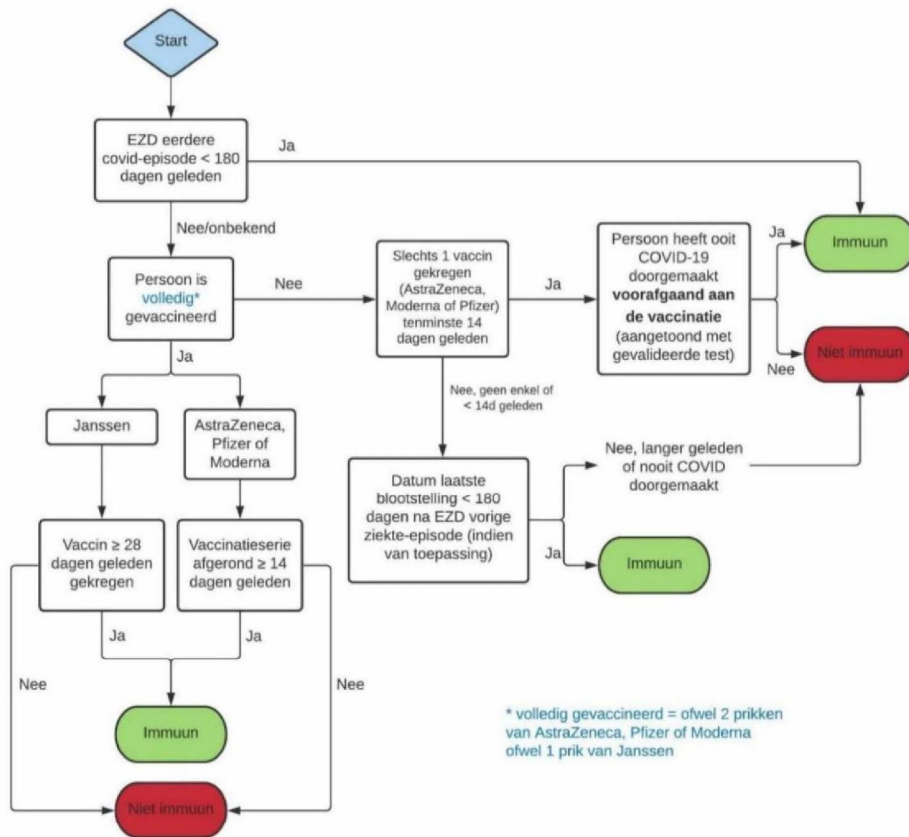 Start
EZD eerdere
covid-episode < 180
dagen geleden
Ja
Nee/onbekend
Persoon is
volledig*
gevaccineerd
Nee
Slechts 1 vaccin
gekregen
(AstraZeneca,
Moderna of Pfizer)
tenminste 14
dagen geleden
Ja
Persoon heeft ooit
COVID-19
doorgemaakt
voorafgaand aan
de vaccinatie
(aangetoond met
gevalideerde test)
Ja
Immuun
Nee
Niet immuun
Ja
Janssen
AstraZeneca,
Pfizer of
Moderna
Nee, geen enkel of
< 14d geleden
Datum laatste
blootstelling < 180
dagen na EZD vorige
ziekte-episode (indien
van toepassing)
Nee, langer geleden
of nooit COVID
doorgemaakt
Ja
Immuun
Vaccin ≥ 28
dagen geleden
gekregen
Vaccinatieserie
afgerond ≥ 14
dagen geleden
Ja
Ja
Nee
Nee
Immuun
Niet immuun
* volledig gevaccineerd = ofwel 2 prikken
van AstraZeneca, Pfizer of Moderna
ofwel 1 prik van Janssen